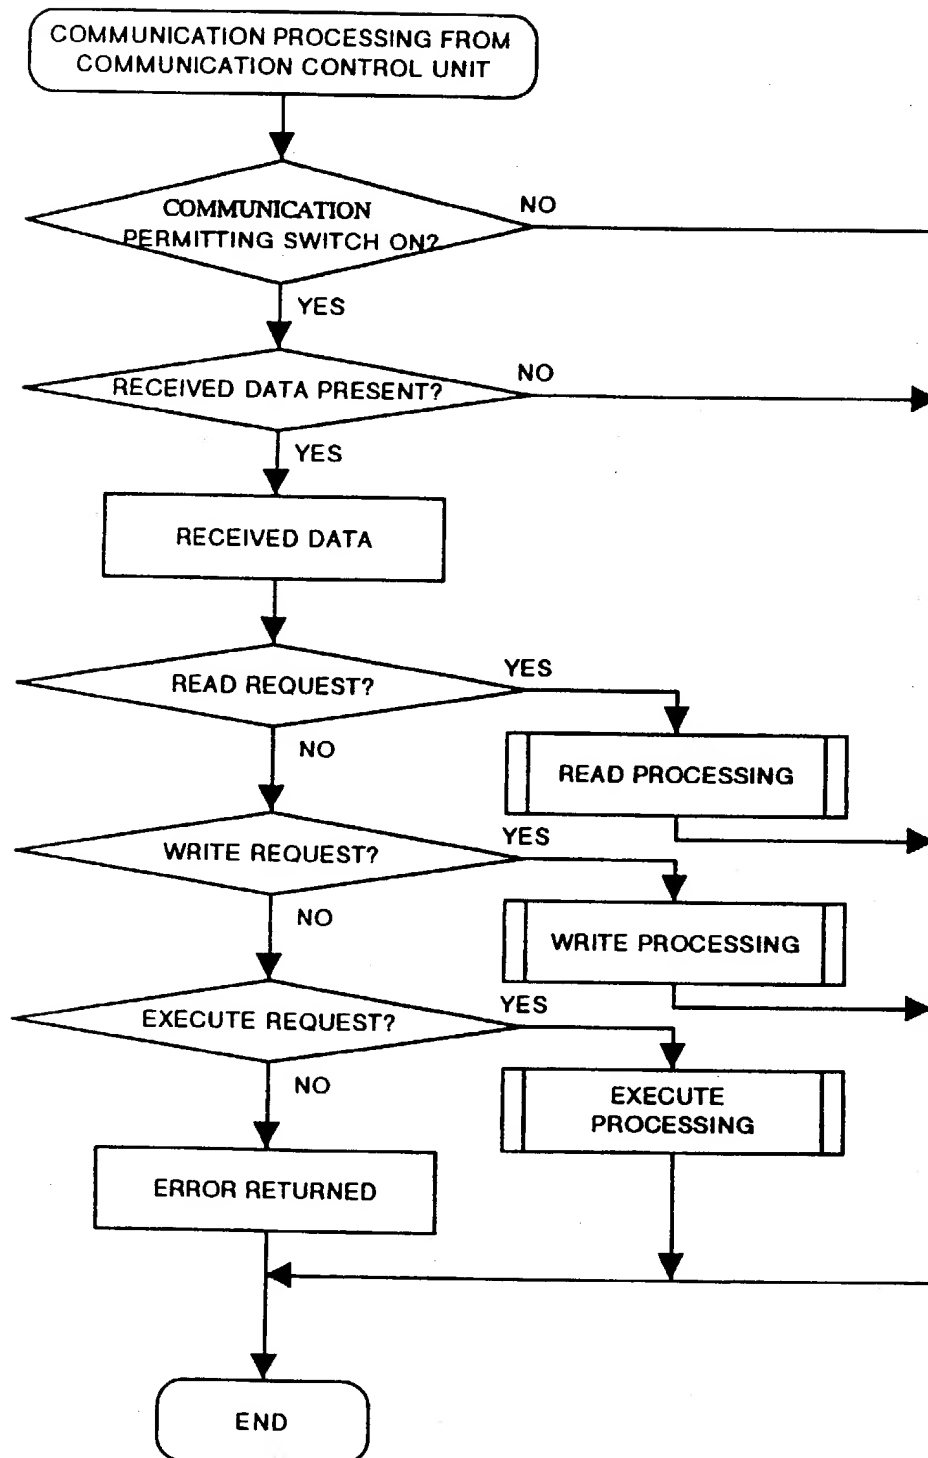 COMMUNICATION PROCESSING FROM
COMMUNICATION CONTROL UNIT
COMMUNICATION
PERMITTING SWITCH ON?
NO
YES
RECEIVED DATA PRESENT?
NO
YES
RECEIVED DATA
READ REQUEST?
YES
NO
READ PROCESSING
WRITE REQUEST?
YES
NO
WRITE PROCESSING
EXECUTE REQUEST?
YES
NO
EXECUTE
PROCESSING
ERROR RETURNED
END